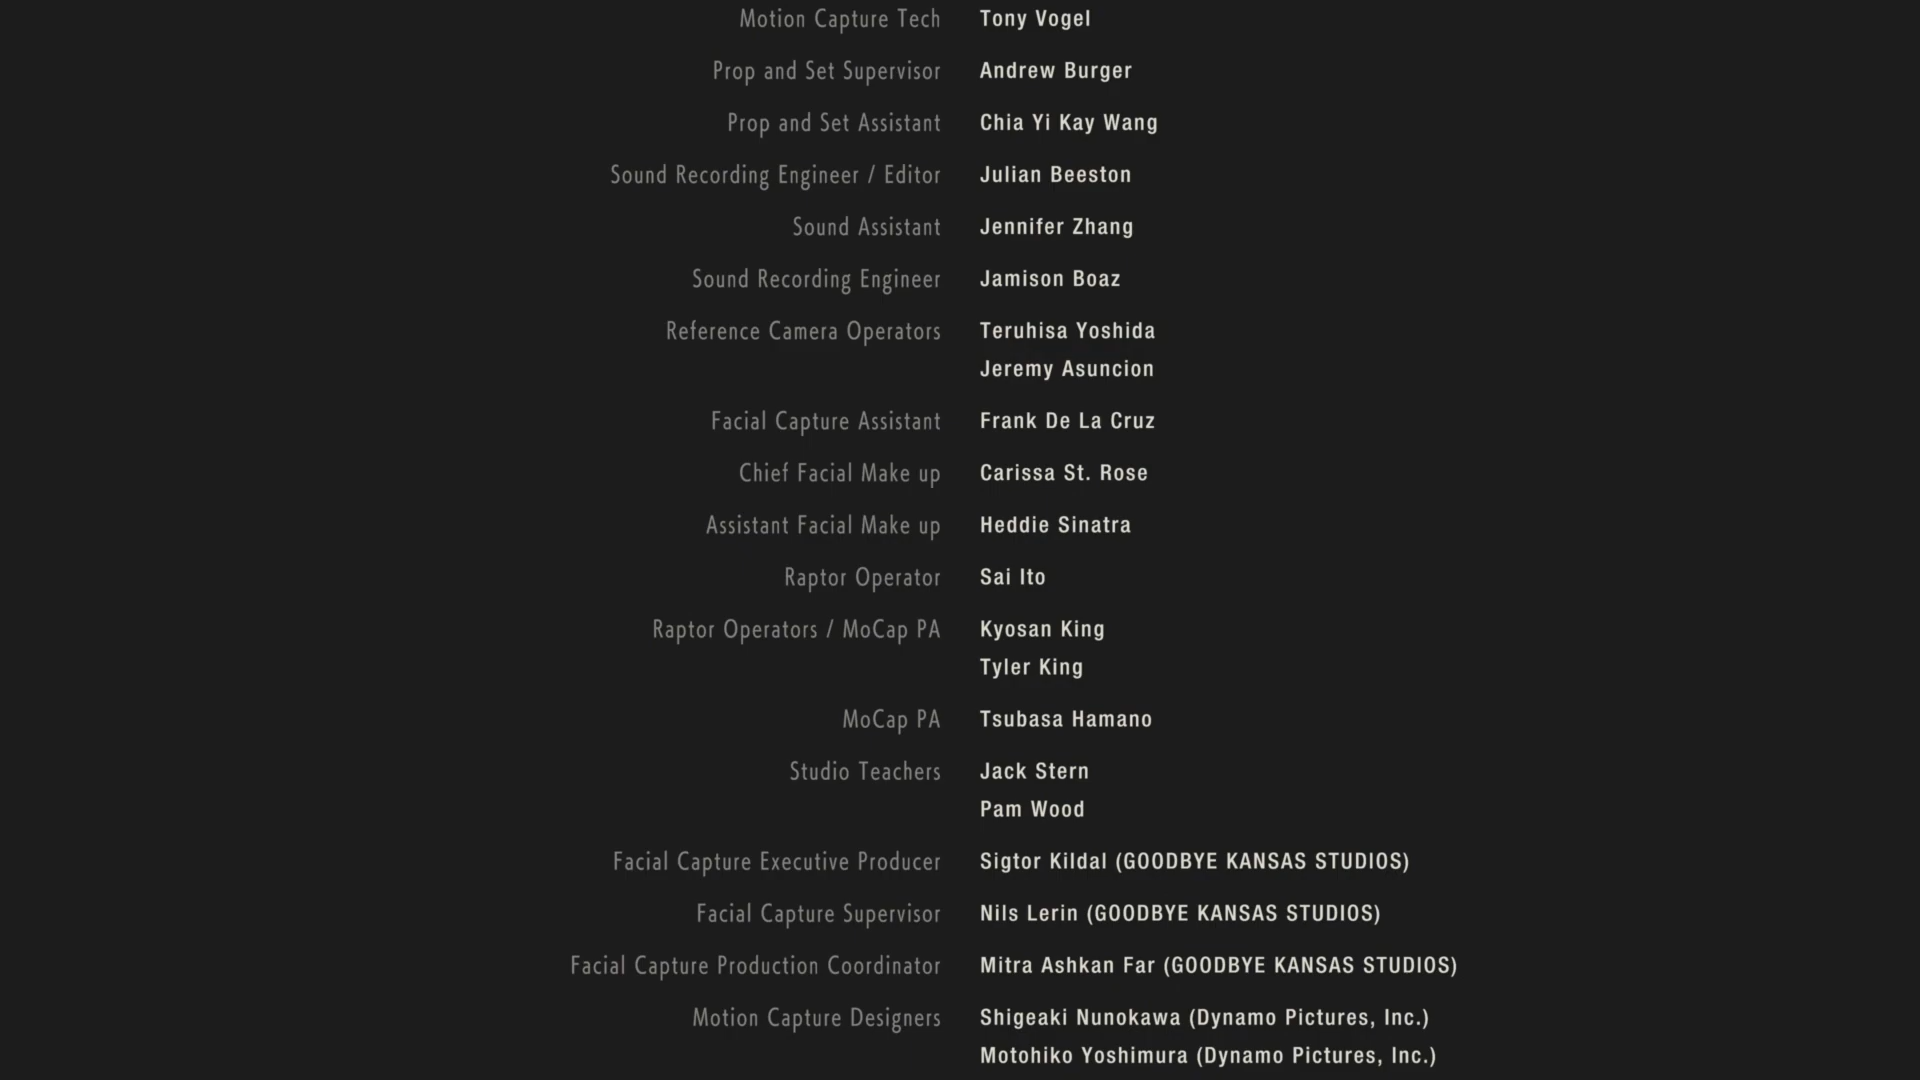 Motion Capture Tech Tony Vogel
Prop and Set Supervisor Andrew Burger
Prop and Set Assistant Chia Yi Kay Wang
Sound Recording Engineer / Editor Julian Beeston
Sound Assistant Jennifer Zhang
Sound Recording Engineer Jamison Boaz
Reference Camera Operators Teruhisa Yoshida
Jeremy Asuncion
Facial Capture Assistant Frank De La Cruz
Chief Facial Make up Carissa St. Rose
Assistant Facial Make up Heddie Sinatra
Raptor Operator Sai Ito
Raptor Operators / MoCap PA Kyosan King
Tyler King
MoCap PA Tsubasa Hamano
Studio Teachers Jack Stern
Pam Wood
Facial Capture Executive Producer Sigtor Kildal (GOODBYE KANSAS STUDIOS)
Facial Capture Supervisor Nils Lerin (GOODBYE KANSAS STUDIOS)
Facial Capture Production Coordinator Mitra Ashkan Far (GOODBYE KANSAS STUDIOS)
Motion Capture Designers Shigeaki Nunokawa (Dynamo Pictures, Inc.)
Motohiko Yoshimura (Dynamo Pictures, Inc.)